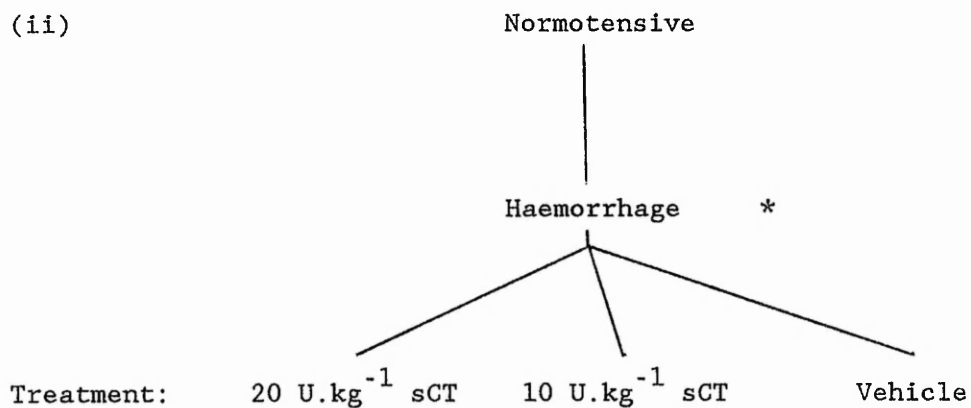 (ii) Normotensive
Haemorrhage *
Treatment: 20 U.kg⁻¹ sCT 10 U.kg⁻¹ sCT Vehicle